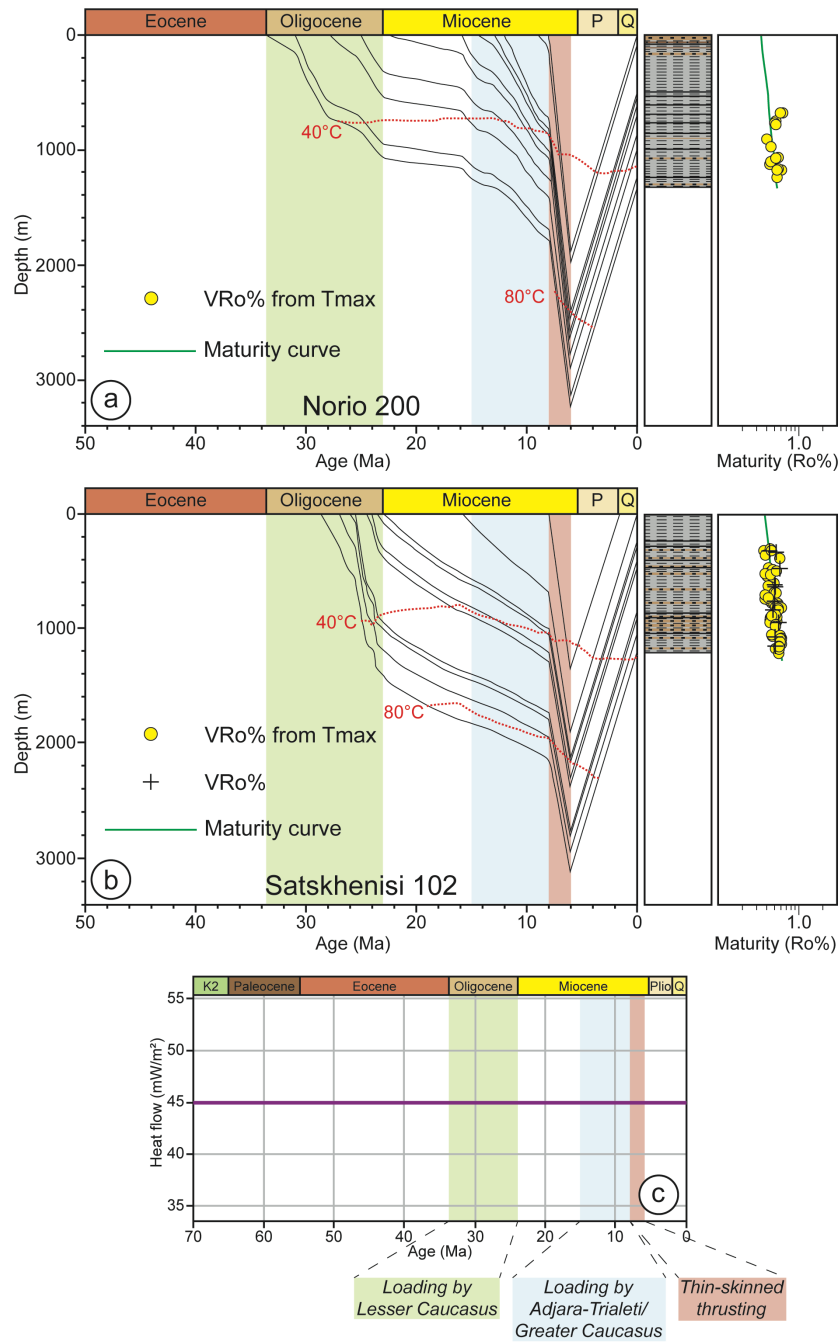 Eocene Oligocene Miocene P Q
0
1000
2000
3000
Depth (m)
40°C
80°C
VRo% from Tmax
Maturity curve
a
Norio 200
50 40 30 20 10 0
Age (Ma)
1.0
Maturity (Ro%)
Eocene Oligocene Miocene P Q
0
1000
2000
3000
Depth (m)
40°C
80°C
VRo% from Tmax
VRo%
Maturity curve
b
Satskhenisi 102
50 40 30 20 10 0
Age (Ma)
1.0
Maturity (Ro%)
K2 Paleocene Eocene Oligocene Miocene Plio Q
55
50
45
40
35
Heat flow (mW/m²)
c
70 60 50 40 30 20 10 0
Age (Ma)
Loading by
Lesser Caucasus
Loading by
Adjara-Trialeti/
Greater Caucasus
Thin-skinned
thrusting